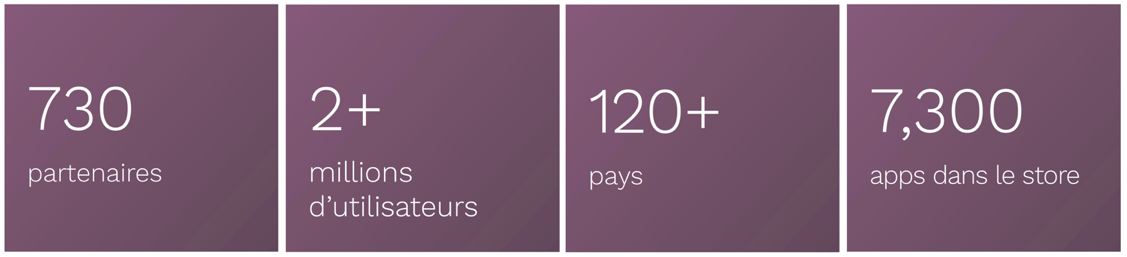 730
partenaires
2+
millions
d’utilisateurs
120+
pays
7,300
apps dans le store